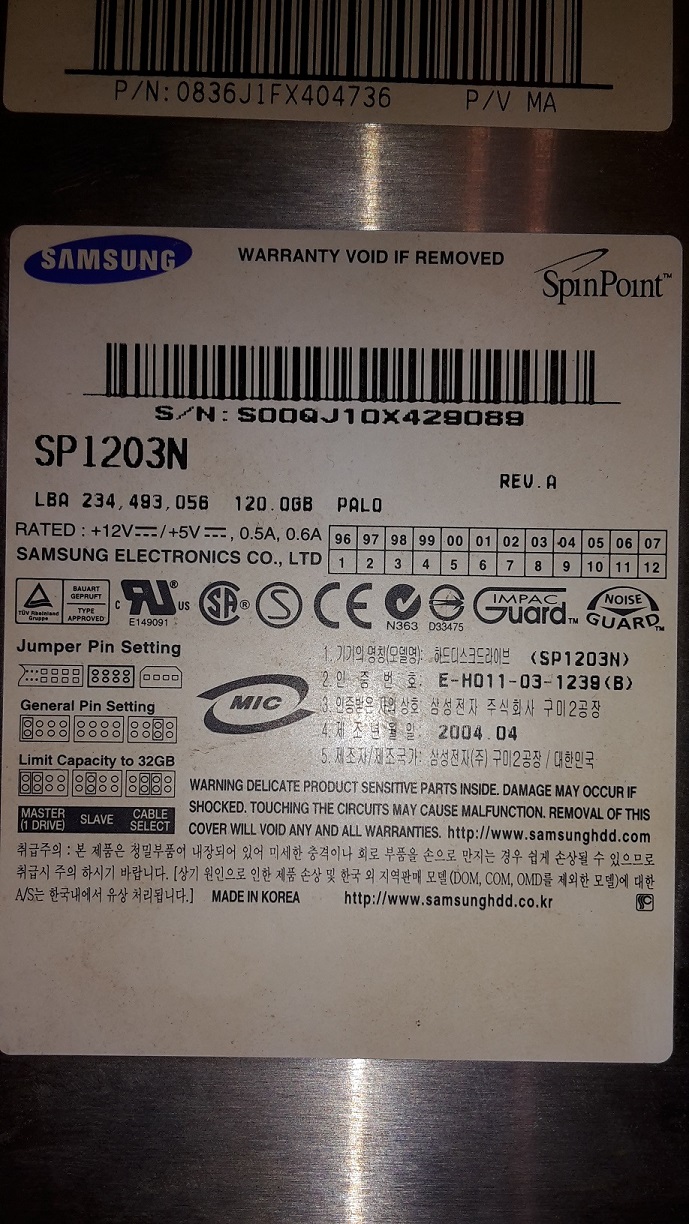 P/N:0836J1FX404736 P/V MA
SAMSUNG WARRANTY VOID IF REMOVED SpinPoint™
S/N:S00QJ10X429089
SP1203N
REV.A
LBA 234,493,056 120.0GB PALO
RATED : +12V⎓/+5V⎓, 0.5A, 0.6A
96 97 98 99 00 01 02 03 04 05 06 07
SAMSUNG ELECTRONICS CO., LTD
1 2 3 4 5 6 7 8 9 10 11 12
TÜV Rheinland Gruppe
BAUART GEPRUFT
TYPE APPROVED
C RU® US
E149091
SA®
S
CE
N363
D33475
IMPAC Guard™
NOISE GUARD™
Jumper Pin Setting
General Pin Setting
Limit Capacity to 32GB
MASTER (1 DRIVE) SLAVE CABLE SELECT
MIC
1. 기기의 명칭(모델명): 하드디스크드라이브 (SP1203N)
2. 인 증 번 호: E-H011-03-1239(B)
3. 인증받은 자의 상호: 삼성전자 주식회사 구미2공장
4. 제 조 년 월 일: 2004.04
5. 제조자/제조국가: 삼성전자(주) 구미2공장 / 대한민국
WARNING DELICATE PRODUCT SENSITIVE PARTS INSIDE. DAMAGE MAY OCCUR IF
SHOCKED. TOUCHING THE CIRCUITS MAY CAUSE MALFUNCTION. REMOVAL OF THIS
COVER WILL VOID ANY AND ALL WARRANTIES. http://www.samsunghdd.com
취급주의 : 본 제품은 정밀부품이 내장되어 있어 미세한 충격이나 회로 부품을 손으로 만지는 경우 쉽게 손상될 수 있으므로
취급시 주의 하시기 바랍니다. [상기 원인으로 인한 제품 손상 및 한국 외 지역판매 모델(DOM, COM, OMD를 제외한 모델)에 대한
A/S는 한국내에서 유상 처리됩니다.] MADE IN KOREA http://www.samsunghdd.co.kr